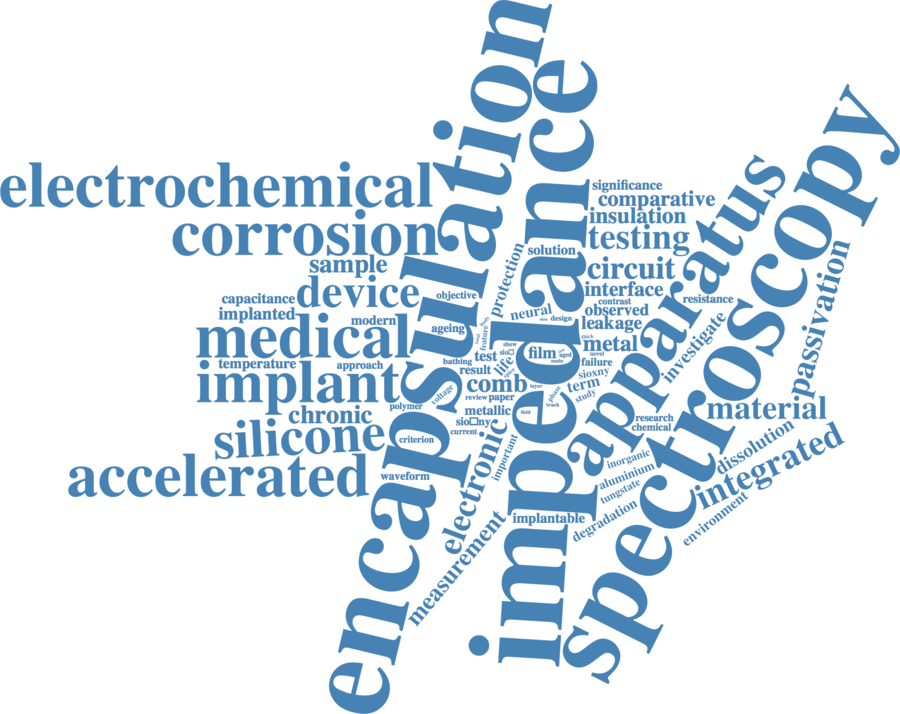 encapsulation
impedance
spectroscopy
apparatus
electrochemical
corrosion
sample
device
capacitance
implanted
modern
medical
temperature
approach
implant
chronic
polymer
silicone
criterion
accelerated
waveform
objective
ageing
voltage
protection
solution
neural
design
feature
body
bathing
test
result
show
life
film
aged
main
comb
layer
review paper
metallic
current
field
track
phase
term
study
sioxny
failure
novel
thick
metal
leakage
observed
contrast
interface
circuit
testing
insulation
comparative
significance
resistance
investigate
passivation
material
research
chemical
dissolution
integrated
inorganic
aluminium
tungstate
degradation
environment
implantable
important
electronic
measurement